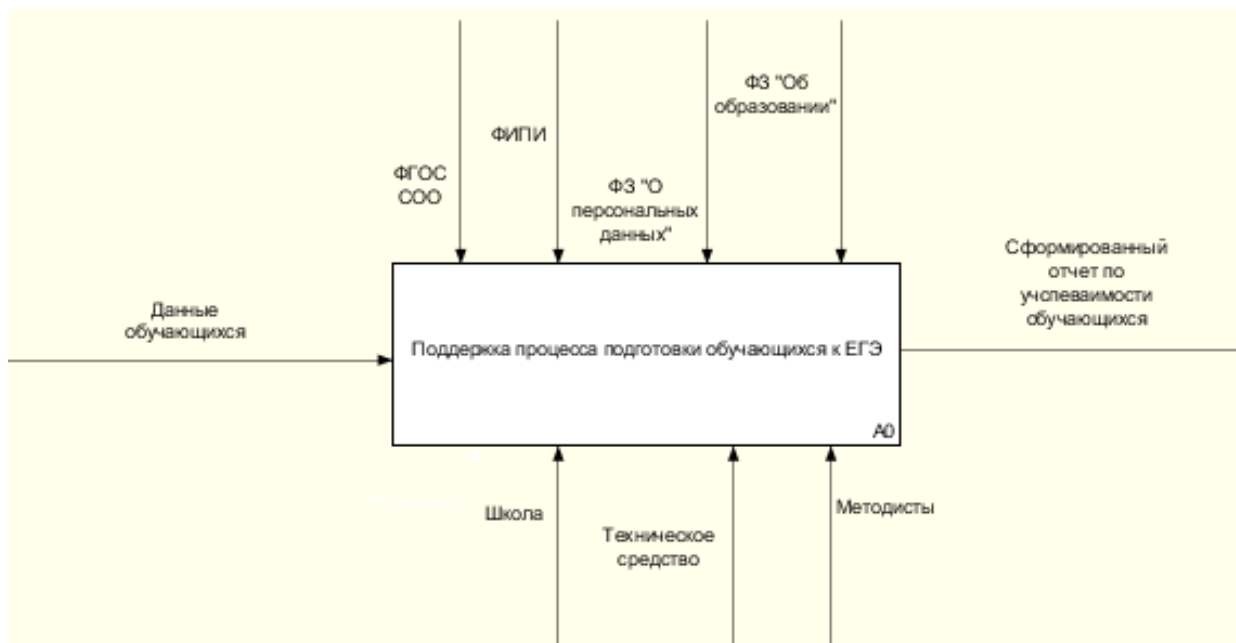 ФЗ "Об
образовании"
ФИПИ
ФГОС
СОО
ФЗ "О
персональных
данных"
Сформированный
отчет по
учспеваимости
обучающихся
Данные
обучающихся
Поддержка процесса подготовки обучающихся к ЕГЭ
A0
Школа
Техническое
средство
Методисты